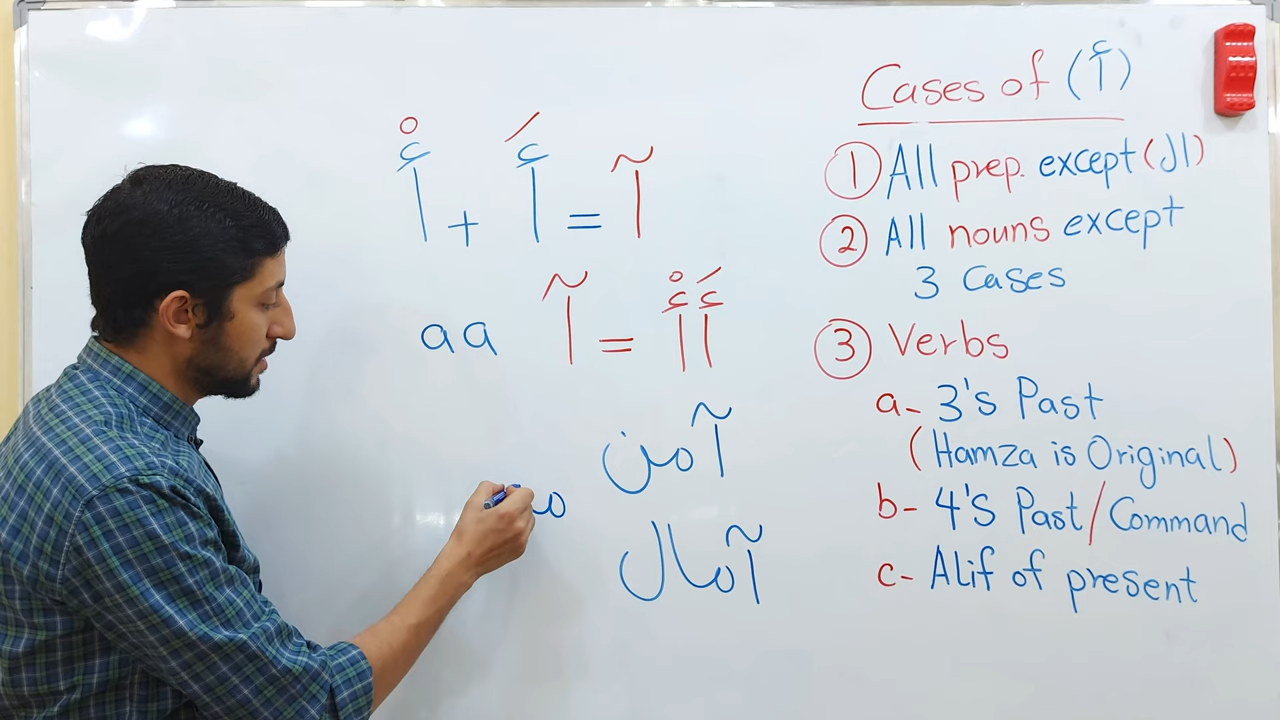 Cases of (أ)
① All prep. except (ال)
② All nouns except
3 Cases
③ Verbs
a- 3's Past
(Hamza is Original)
b- 4's Past/Command
c- Alif of present
أْ + أَ = آ
aa آ = أْأَ
آمن
آمال